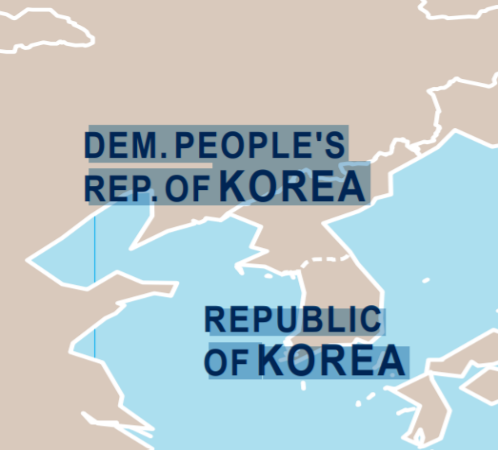 DEM. PEOPLE'S
REP. OF KOREA
REPUBLIC
OF KOREA